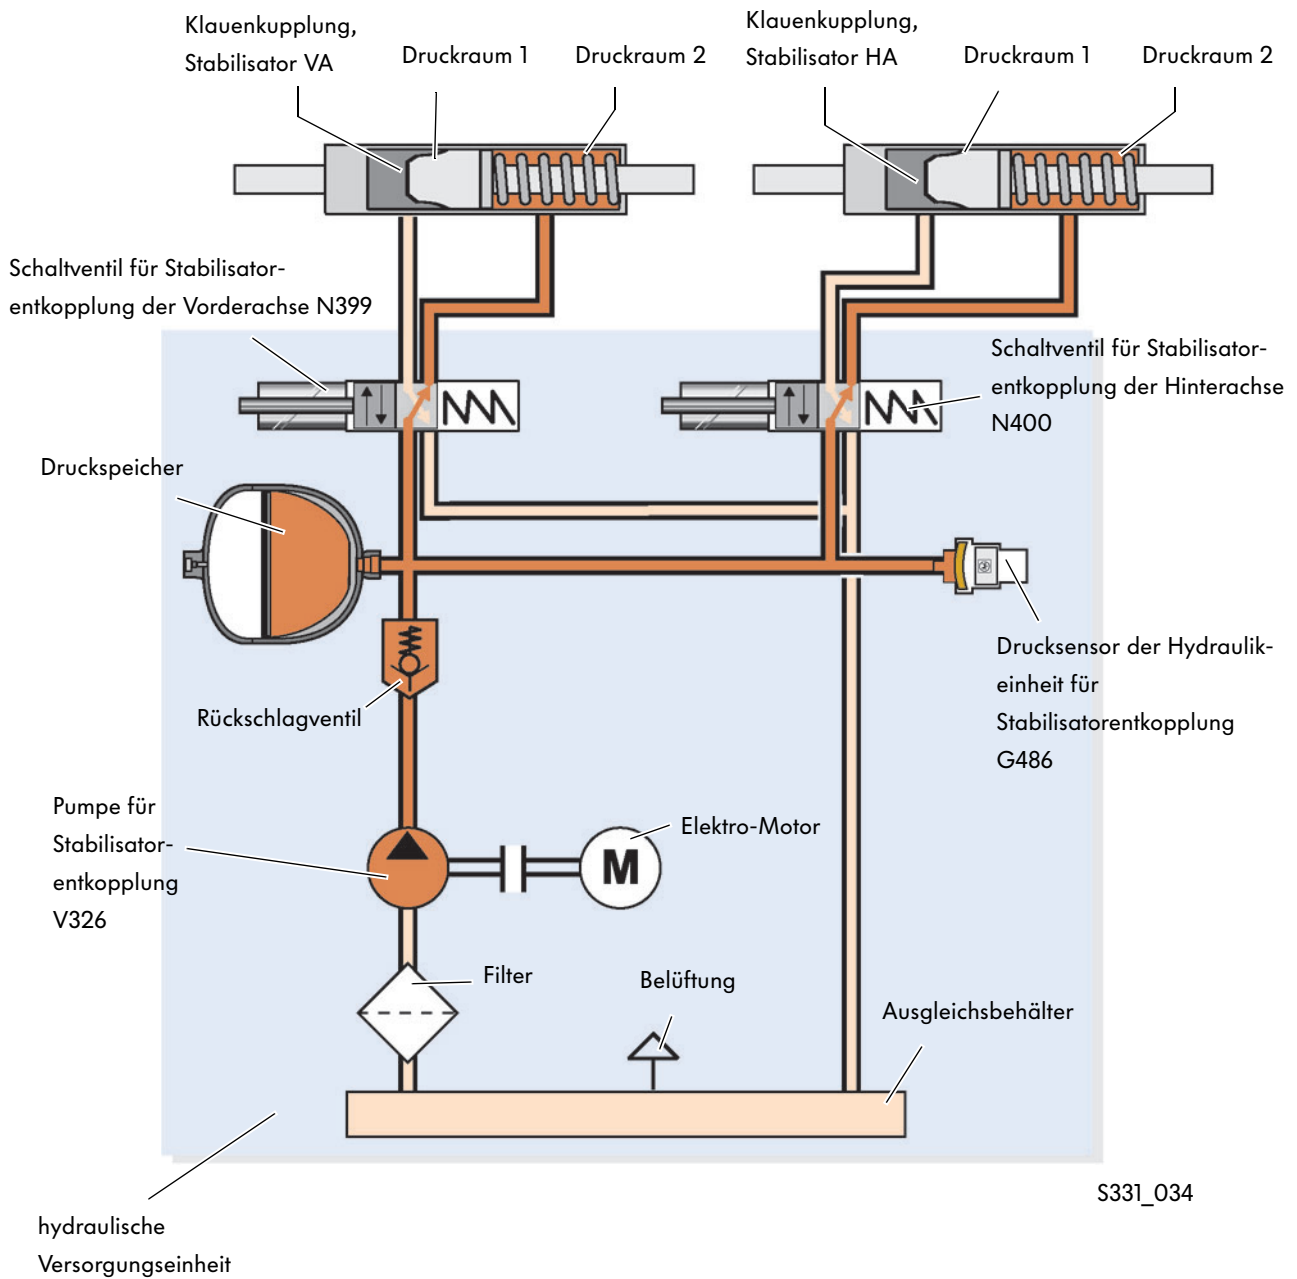 Klauenkupplung,
Stabilisator VA
Druckraum 1
Druckraum 2
Klauenkupplung,
Stabilisator HA
Druckraum 1
Druckraum 2
Schaltventil für Stabilisator-
entkopplung der Vorderachse N399
Schaltventil für Stabilisator-
entkopplung der Hinterachse
N400
Druckspeicher
Drucksensor der Hydraulik-
einheit für
Stabilisatorentkopplung
G486
Rückschlagventil
Pumpe für
Stabilisator-
entkopplung
V326
Elektro-Motor
M
Filter
Belüftung
Ausgleichsbehälter
S331_034
hydraulische
Versorgungseinheit